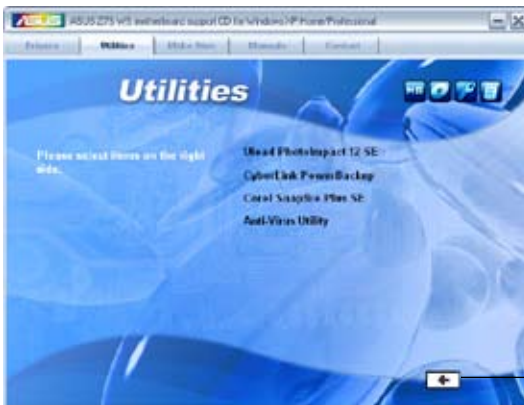 ASUS
ASUS Z7S WS motherboard support CD for Windows XP Home/Professional
Drivers Utilities Make Disk Manuals Contact
Utilities
Please select items on the right
side.
Ulead PhotoImpact 12 SE
CyberLink PowerBackup
Corel Snapfire Plus SE
Anti-Virus Utility